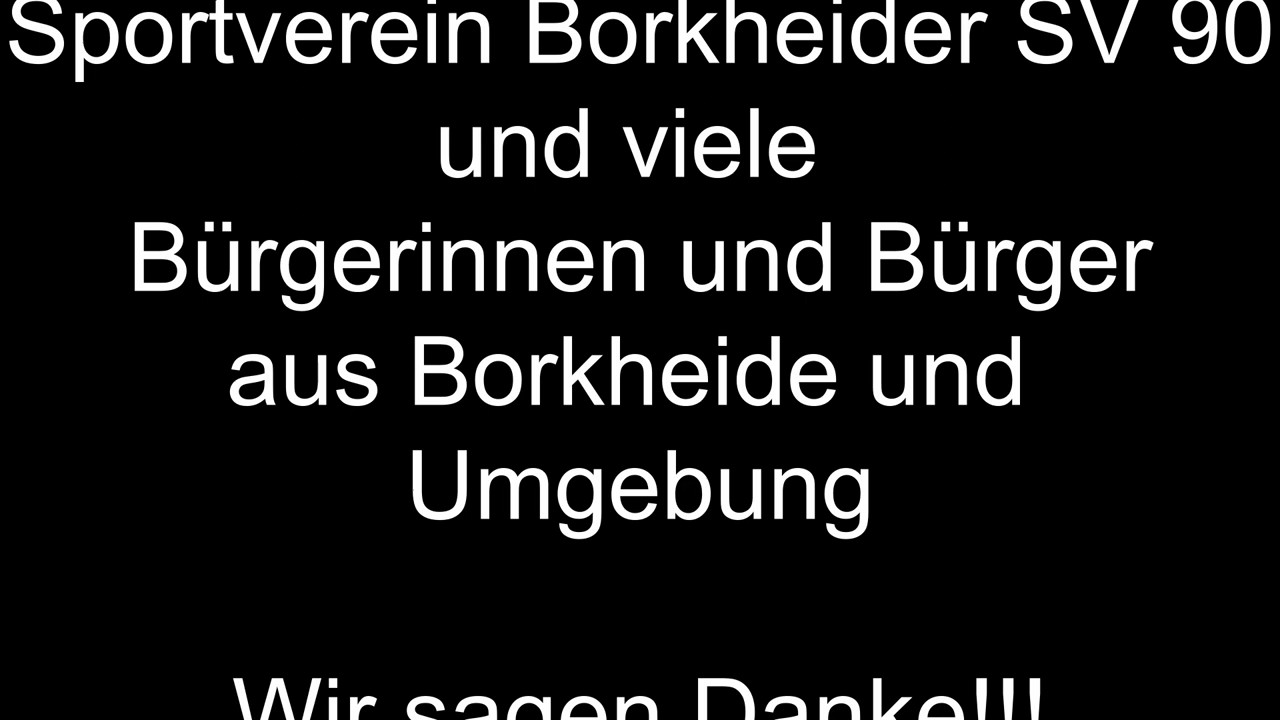 Sportverein Borkheider SV 90
und viele
Bürgerinnen und Bürger
aus Borkheide und
Umgebung
Wir sagen Danke!!!